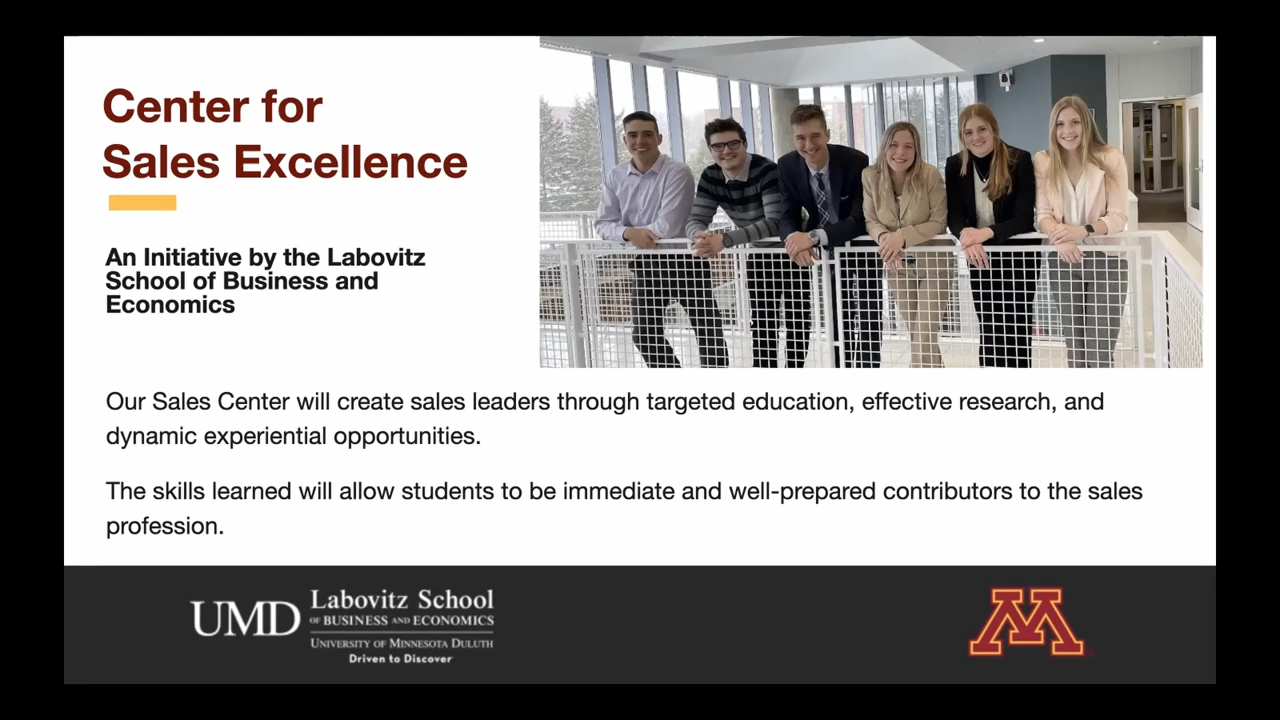 Center for
Sales Excellence
An Initiative by the Labovitz
School of Business and
Economics
Our Sales Center will create sales leaders through targeted education, effective research, and
dynamic experiential opportunities.
The skills learned will allow students to be immediate and well-prepared contributors to the sales
profession.
UMD
Labovitz School
OF BUSINESS AND ECONOMICS
UNIVERSITY OF MINNESOTA DULUTH
Driven to Discover
M